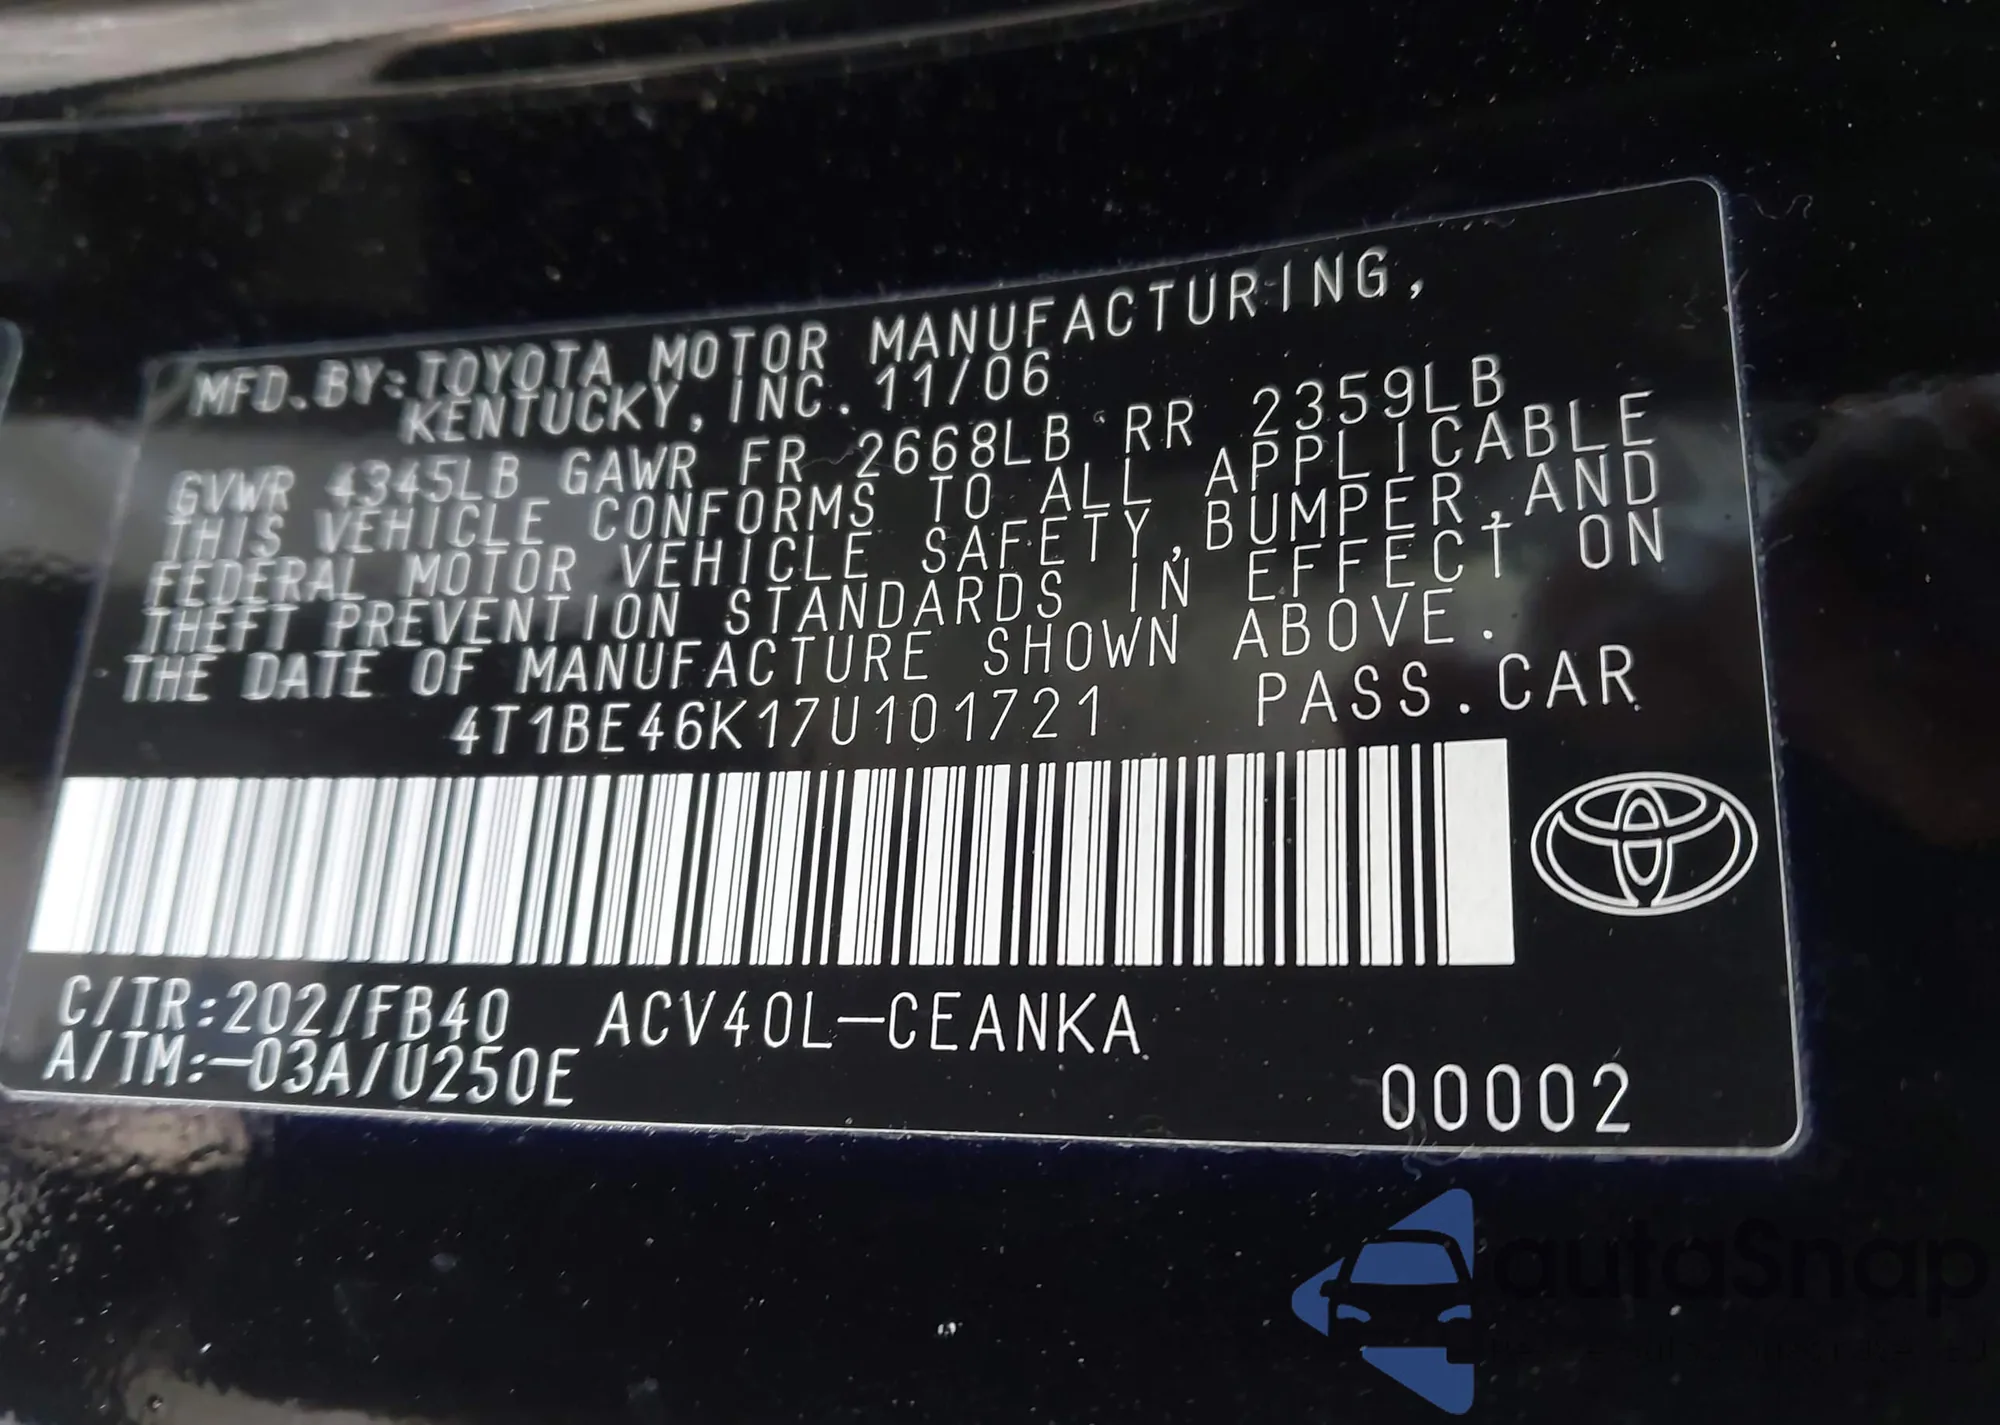 MFD.BY:TOYOTA MOTOR MANUFACTURING,
KENTUCKY, INC. 11/06
GVWR 4345LB GAWR FR 2668LB RR 2359LB
THIS VEHICLE CONFORMS TO ALL APPLICABLE
FEDERAL MOTOR VEHICLE SAFETY,BUMPER,AND
THEFT PREVENTION STANDARDS IN EFFECT ON
THE DATE OF MANUFACTURE SHOWN ABOVE.
4T1BE46K17U101721 PASS.CAR
C/TR:202/FB40 ACV40L-CEANKA
A/TM:-03A/U250E
00002
autaSnap